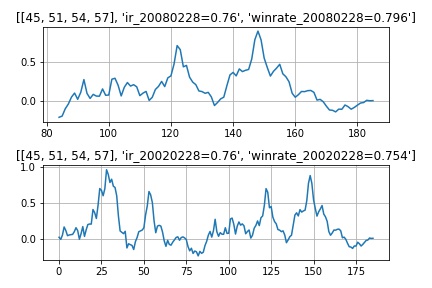 [[45, 51, 54, 57], 'ir_20080228=0.76', 'winrate_20080228=0.796']
0.5
0.0
80 100 120 140 160 180
[[45, 51, 54, 57], 'ir_20020228=0.76', 'winrate_20020228=0.754']
1.0
0.5
0.0
0 25 50 75 100 125 150 175